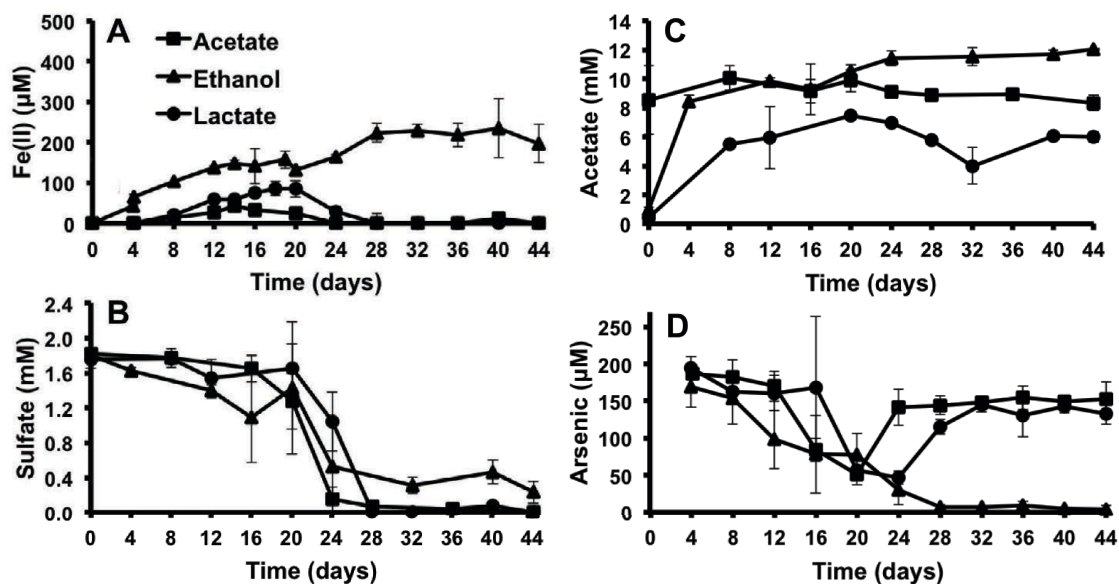 A
Fe(II) (µM)
500
400
300
200
100
0
Acetate
Ethanol
Lactate
0 4 8 12 16 20 24 28 32 36 40 44
Time (days)
C
Acetate (mM)
14
12
10
8
6
4
2
0
0 4 8 12 16 20 24 28 32 36 40 44
Time (days)
B
Sulfate (mM)
2.4
2.0
1.6
1.2
0.8
0.4
0.0
0 4 8 12 16 20 24 28 32 36 40 44
Time (days)
D
Arsenic (µM)
250
200
150
100
50
0
0 4 8 12 16 20 24 28 32 36 40 44
Time (days)